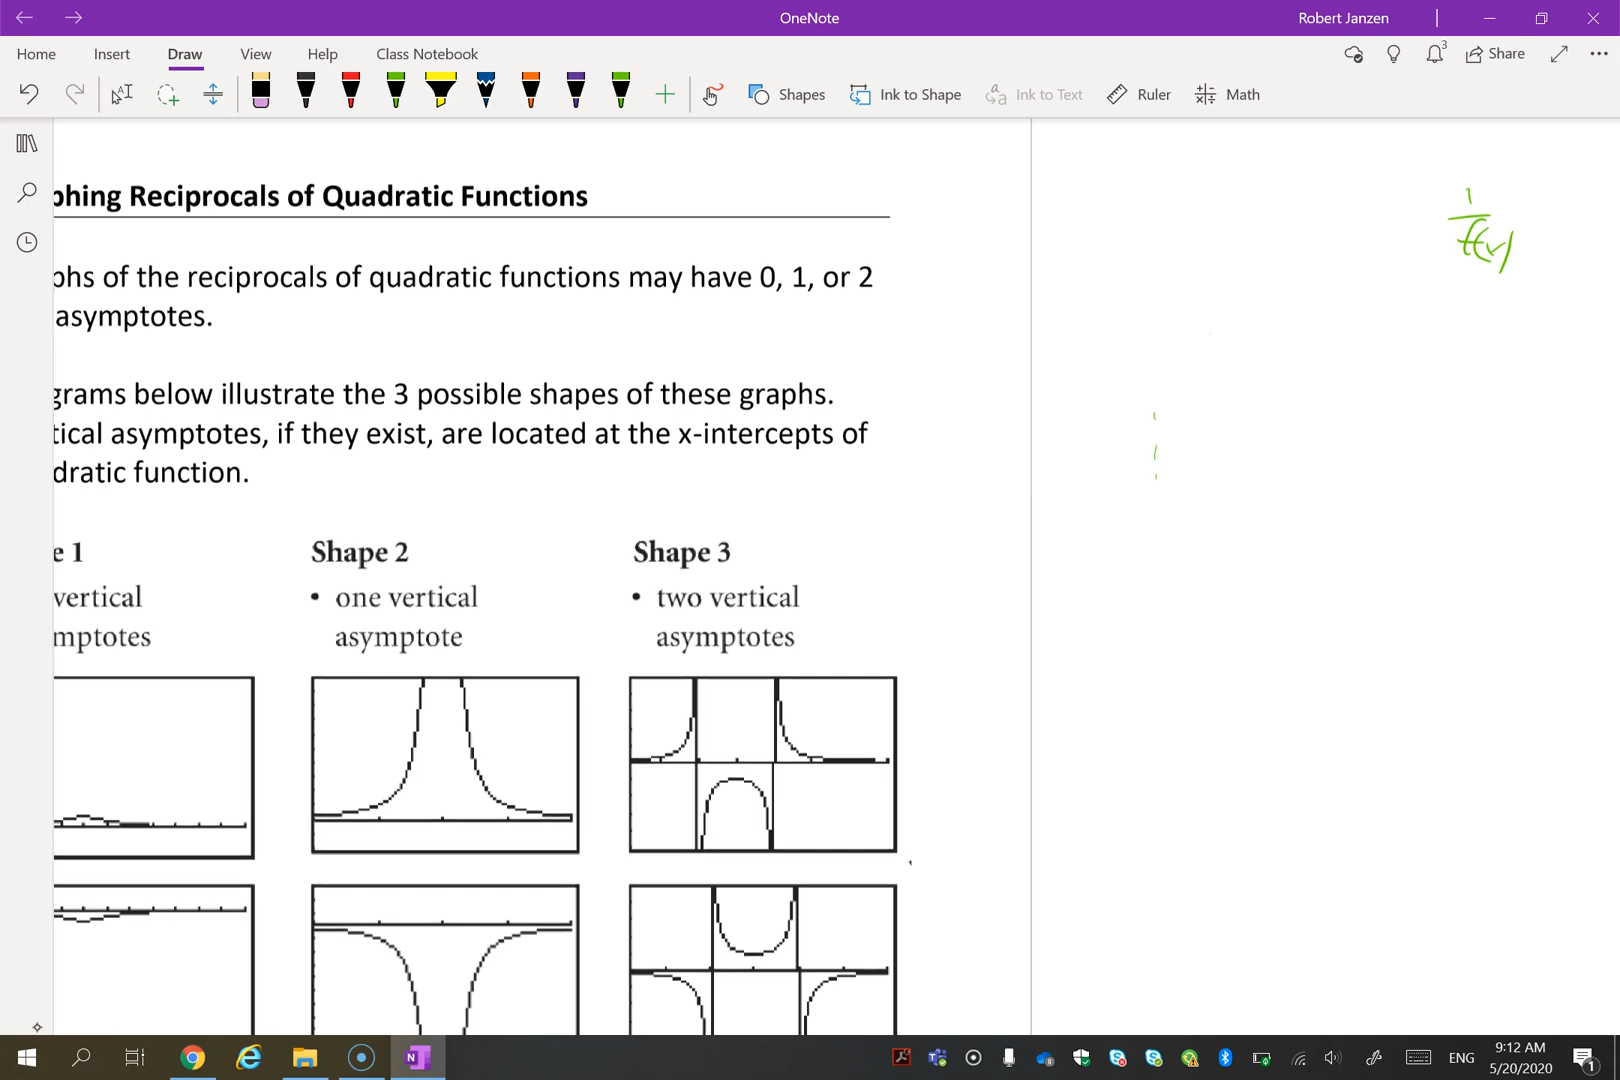 OneNote
Robert Janzen
Home Insert Draw View Help Class Notebook
3
Share
Shapes Ink to Shape Ink to Text Ruler Math
phing Reciprocals of Quadratic Functions
1
f(x)
phs of the reciprocals of quadratic functions may have 0, 1, or 2
asymptotes.
grams below illustrate the 3 possible shapes of these graphs.
tical asymptotes, if they exist, are located at the x-intercepts of
dratic function.
e 1 Shape 2 Shape 3
vertical • one vertical • two vertical
mptotes asymptote asymptotes
ENG
9:12 AM
5/20/2020
1